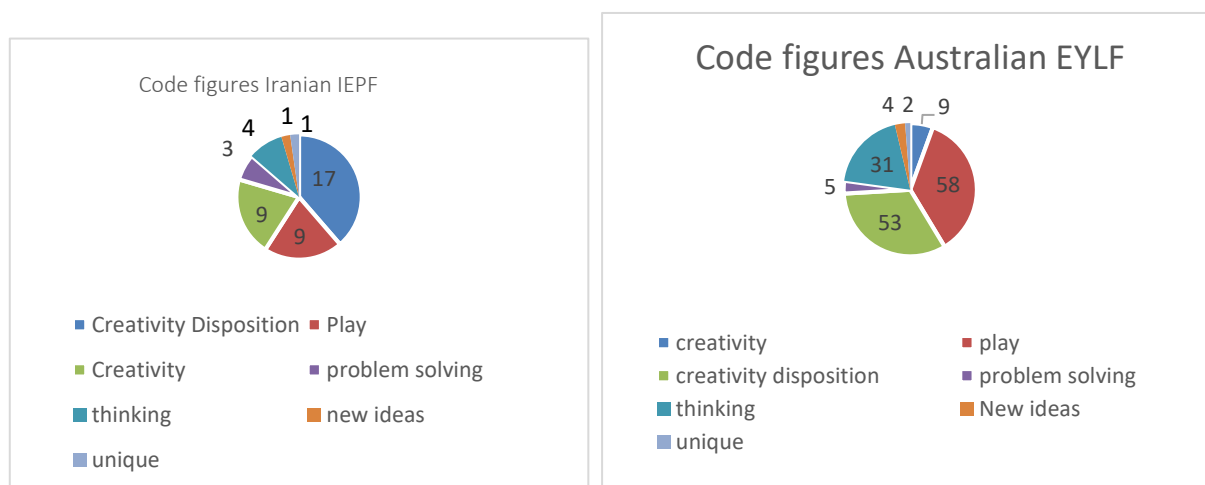 Code figures Iranian IEPF
1 1
4
3
17
9
9
Creativity Disposition Play
Creativity problem solving
thinking new ideas
unique
Code figures Australian EYLF
4 2 9
31
58
5
53
creativity play
creativity disposition problem solving
thinking New ideas
unique